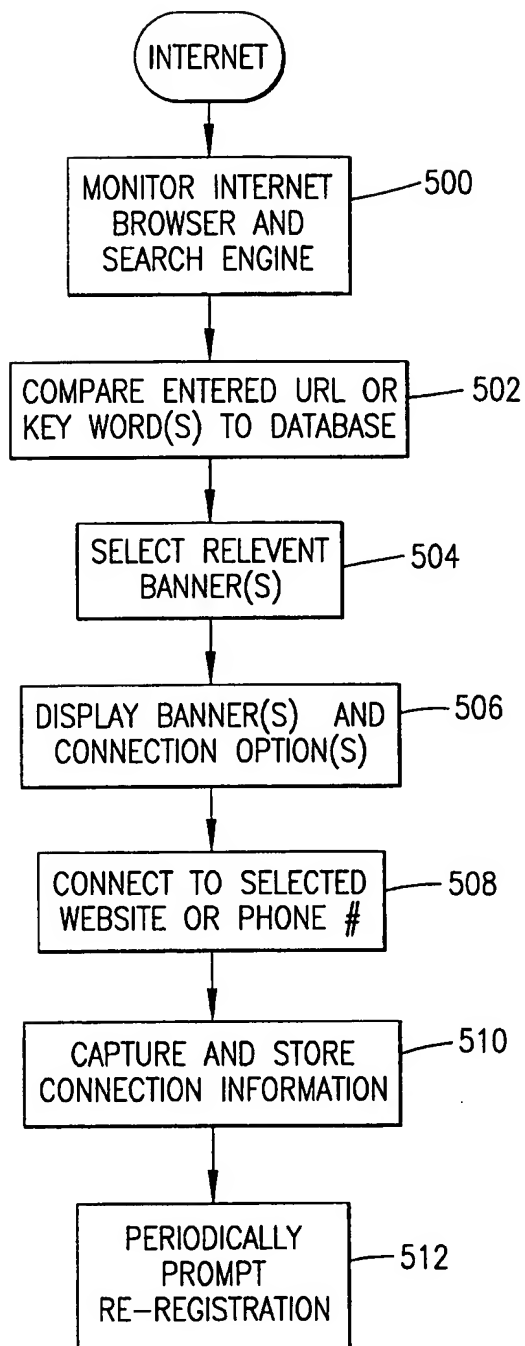 INTERNET
MONITOR INTERNET
BROWSER AND
SEARCH ENGINE
500
COMPARE ENTERED URL OR
KEY WORD(S) TO DATABASE
502
SELECT RELEVENT
BANNER(S)
504
DISPLAY BANNER(S) AND
CONNECTION OPTION(S)
506
CONNECT TO SELECTED
WEBSITE OR PHONE #
508
CAPTURE AND STORE
CONNECTION INFORMATION
510
PERIODICALLY
PROMPT
RE-REGISTRATION
512